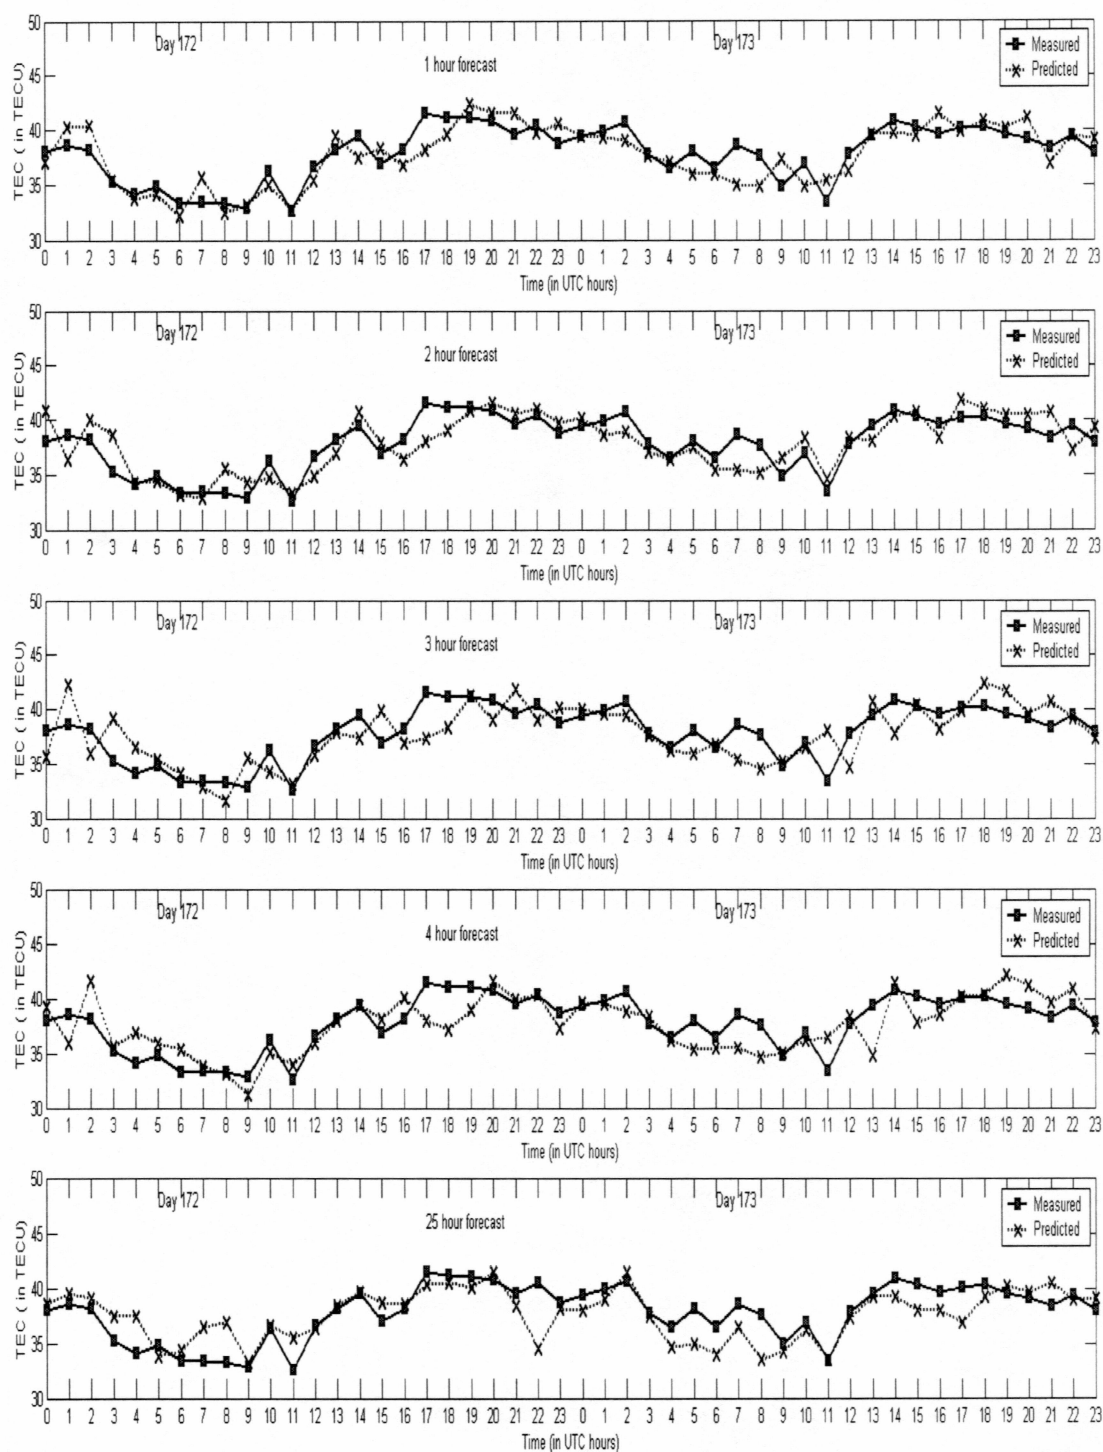 50
Day 172
Day 173
Measured
1 hour forecast
Predicted
45
TEC ( in TECU)
40
35
30
0 1 2 3 4 5 6 7 8 9 10 11 12 13 14 15 16 17 18 19 20 21 22 23 0 1 2 3 4 5 6 7 8 9 10 11 12 13 14 15 16 17 18 19 20 21 22 23
Time (in UTC hours)
50
Day 172
Day 173
Measured
2 hour forecast
Predicted
45
TEC ( in TECU)
40
35
30
0 1 2 3 4 5 6 7 8 9 10 11 12 13 14 15 16 17 18 19 20 21 22 23 0 1 2 3 4 5 6 7 8 9 10 11 12 13 14 15 16 17 18 19 20 21 22 23
Time (in UTC hours)
50
Day 172
Day 173
Measured
3 hour forecast
Predicted
45
TEC ( in TECU)
40
35
30
0 1 2 3 4 5 6 7 8 9 10 11 12 13 14 15 16 17 18 19 20 21 22 23 0 1 2 3 4 5 6 7 8 9 10 11 12 13 14 15 16 17 18 19 20 21 22 23
Time (in UTC hours)
50
Day 172
Day 173
Measured
4 hour forecast
Predicted
45
TEC ( in TECU)
40
35
30
0 1 2 3 4 5 6 7 8 9 10 11 12 13 14 15 16 17 18 19 20 21 22 23 0 1 2 3 4 5 6 7 8 9 10 11 12 13 14 15 16 17 18 19 20 21 22 23
Time (in UTC hours)
50
Day 172
Day 173
Measured
25 hour forecast
Predicted
45
TEC ( in TECU)
40
35
30
0 1 2 3 4 5 6 7 8 9 10 11 12 13 14 15 16 17 18 19 20 21 22 23 0 1 2 3 4 5 6 7 8 9 10 11 12 13 14 15 16 17 18 19 20 21 22 23
Time (in UTC hours)